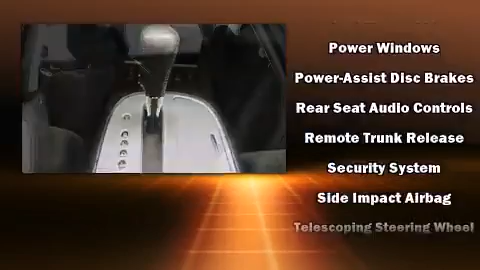 Power Windows
Power-Assist Disc Brakes
Rear Seat Audio Controls
Remote Trunk Release
Security System
Side Impact Airbag
Telescoping Steering Wheel